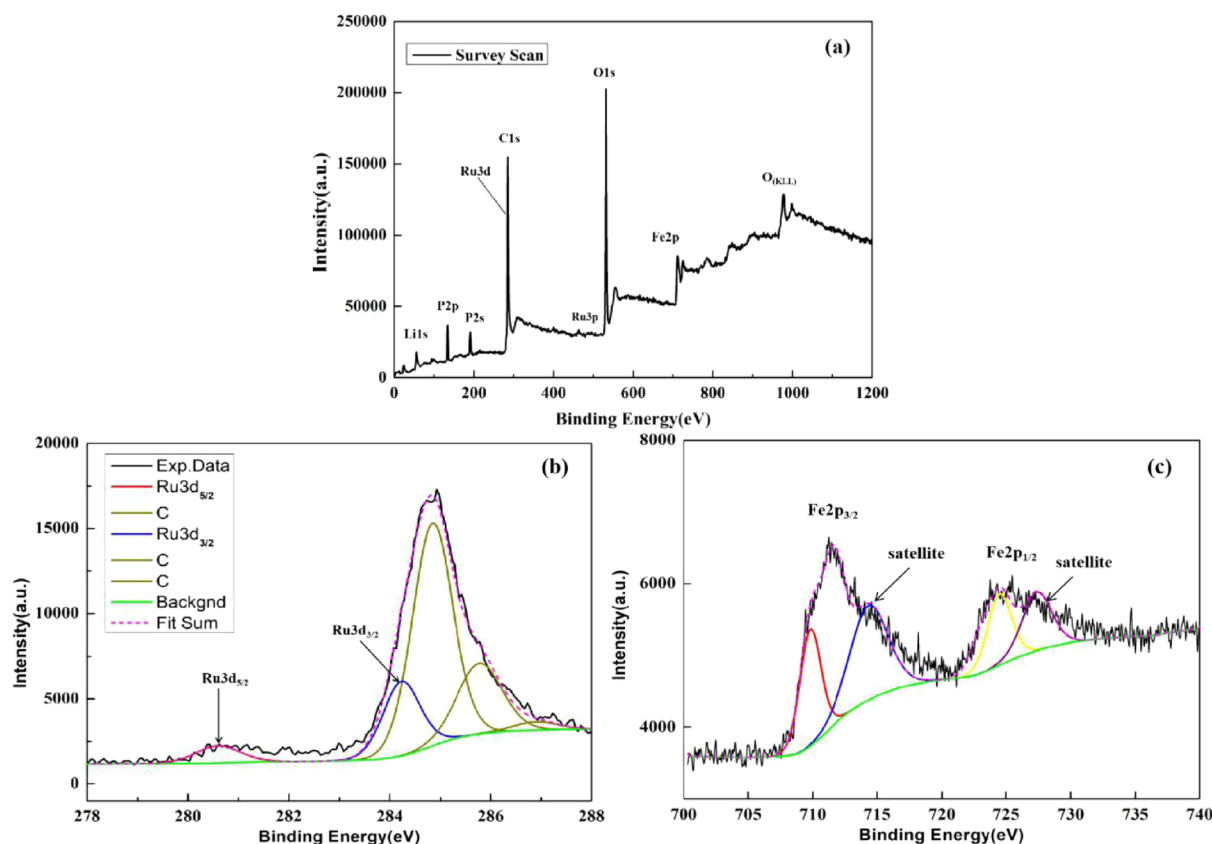 (a)
Survey Scan
O1s
C1s
Ru3d
O(KLL)
Fe2p
P2p
P2s
Li1s
Ru3p
Intensity(a.u.)
250000
200000
150000
100000
50000
0
0 200 400 600 800 1000 1200
Binding Energy(eV)
(b)
Exp.Data
Ru3d5/2
C
Ru3d3/2
C
C
Backgnd
Fit Sum
Ru3d3/2
Ru3d5/2
Intensity(a.u.)
20000
15000
10000
5000
0
278 280 282 284 286 288
Binding Energy(eV)
(c)
Fe2p3/2
satellite
Fe2p1/2
satellite
Intensity(a.u.)
8000
6000
4000
700 705 710 715 720 725 730 735 740
Binding Energy(eV)